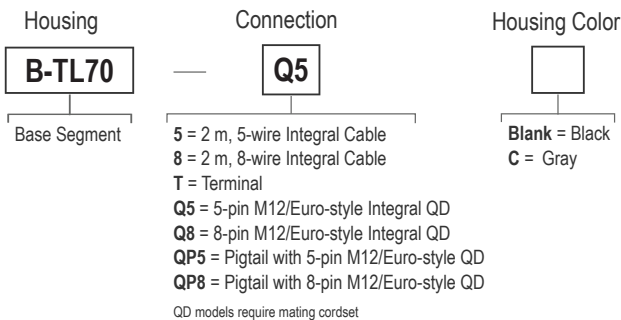 Housing
Connection
Housing Color
B-TL70 — Q5
Base Segment
5 = 2 m, 5-wire Integral Cable
8 = 2 m, 8-wire Integral Cable
T = Terminal
Q5 = 5-pin M12/Euro-style Integral QD
Q8 = 8-pin M12/Euro-style Integral QD
QP5 = Pigtail with 5-pin M12/Euro-style QD
QP8 = Pigtail with 8-pin M12/Euro-style QD
QD models require mating cordset
Blank = Black
C = Gray